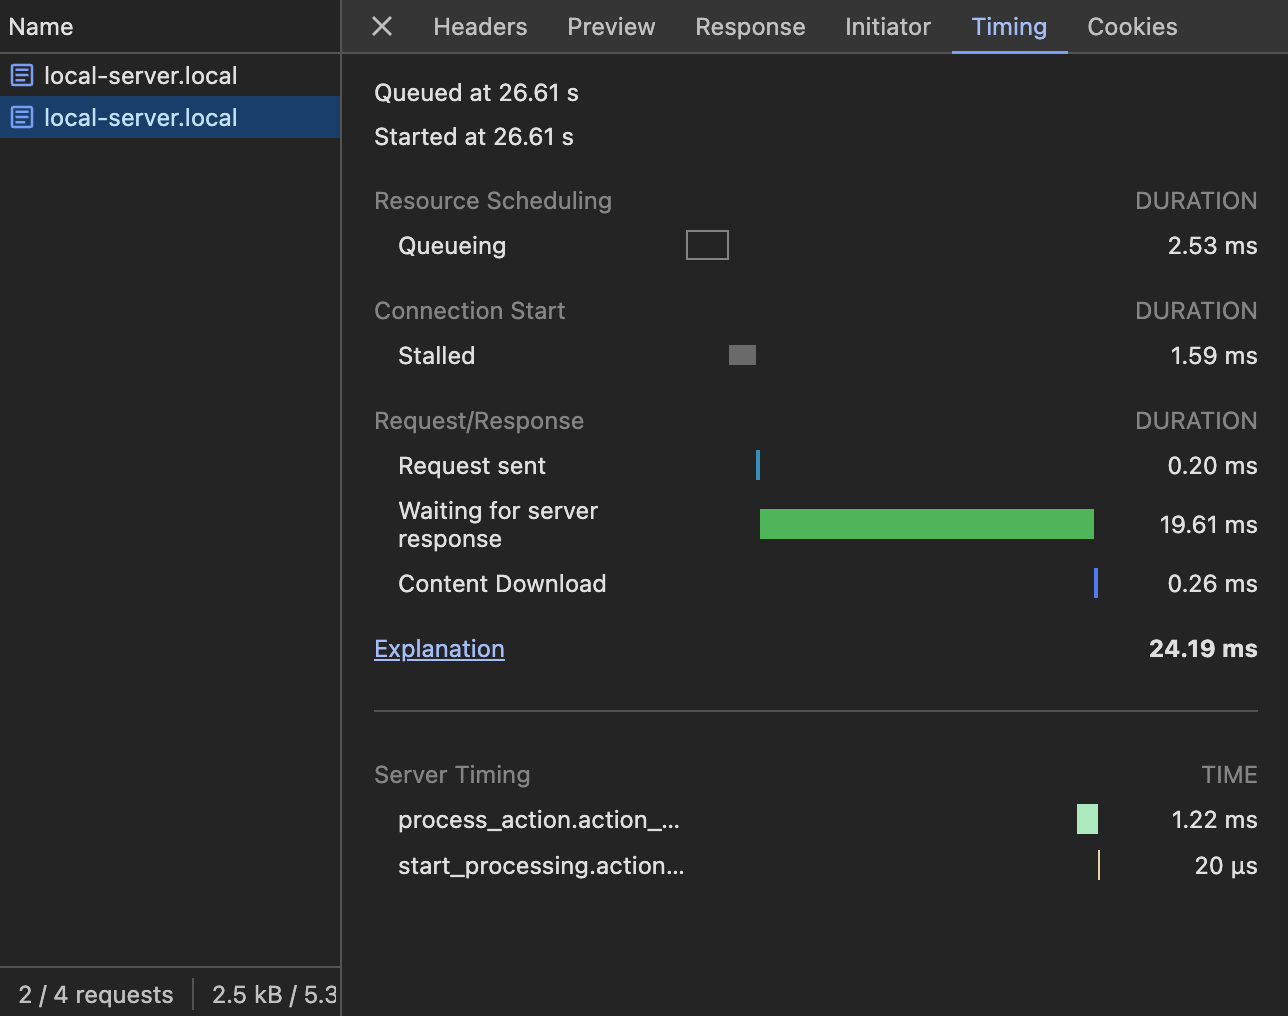 Name
Headers Preview Response Initiator Timing Cookies
local-server.local
local-server.local
Queued at 26.61 s
Started at 26.61 s
Resource Scheduling DURATION
Queueing 2.53 ms
Connection Start DURATION
Stalled 1.59 ms
Request/Response DURATION
Request sent 0.20 ms
Waiting for server
response 19.61 ms
Content Download 0.26 ms
Explanation 24.19 ms
Server Timing TIME
process_action.action_... 1.22 ms
start_processing.action... 20 µs
2 / 4 requests 2.5 kB / 5.3